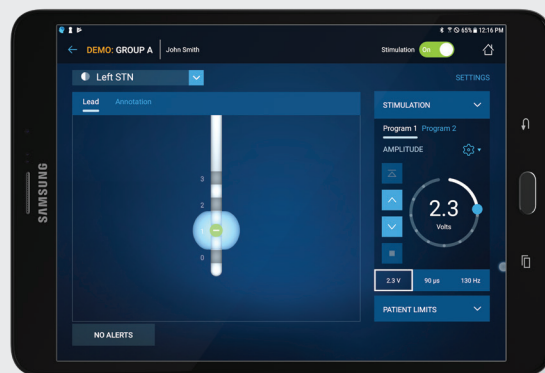 65% 12:16 PM
DEMO: GROUP A
John Smith
Stimulation
On
Left STN
SETTINGS
Lead
Annotation
3
2
1
0
STIMULATION
Program 1
Program 2
AMPLITUDE
2.3
Volts
2.3 V
90 µs
130 Hz
PATIENT LIMITS
NO ALERTS
SAMSUNG